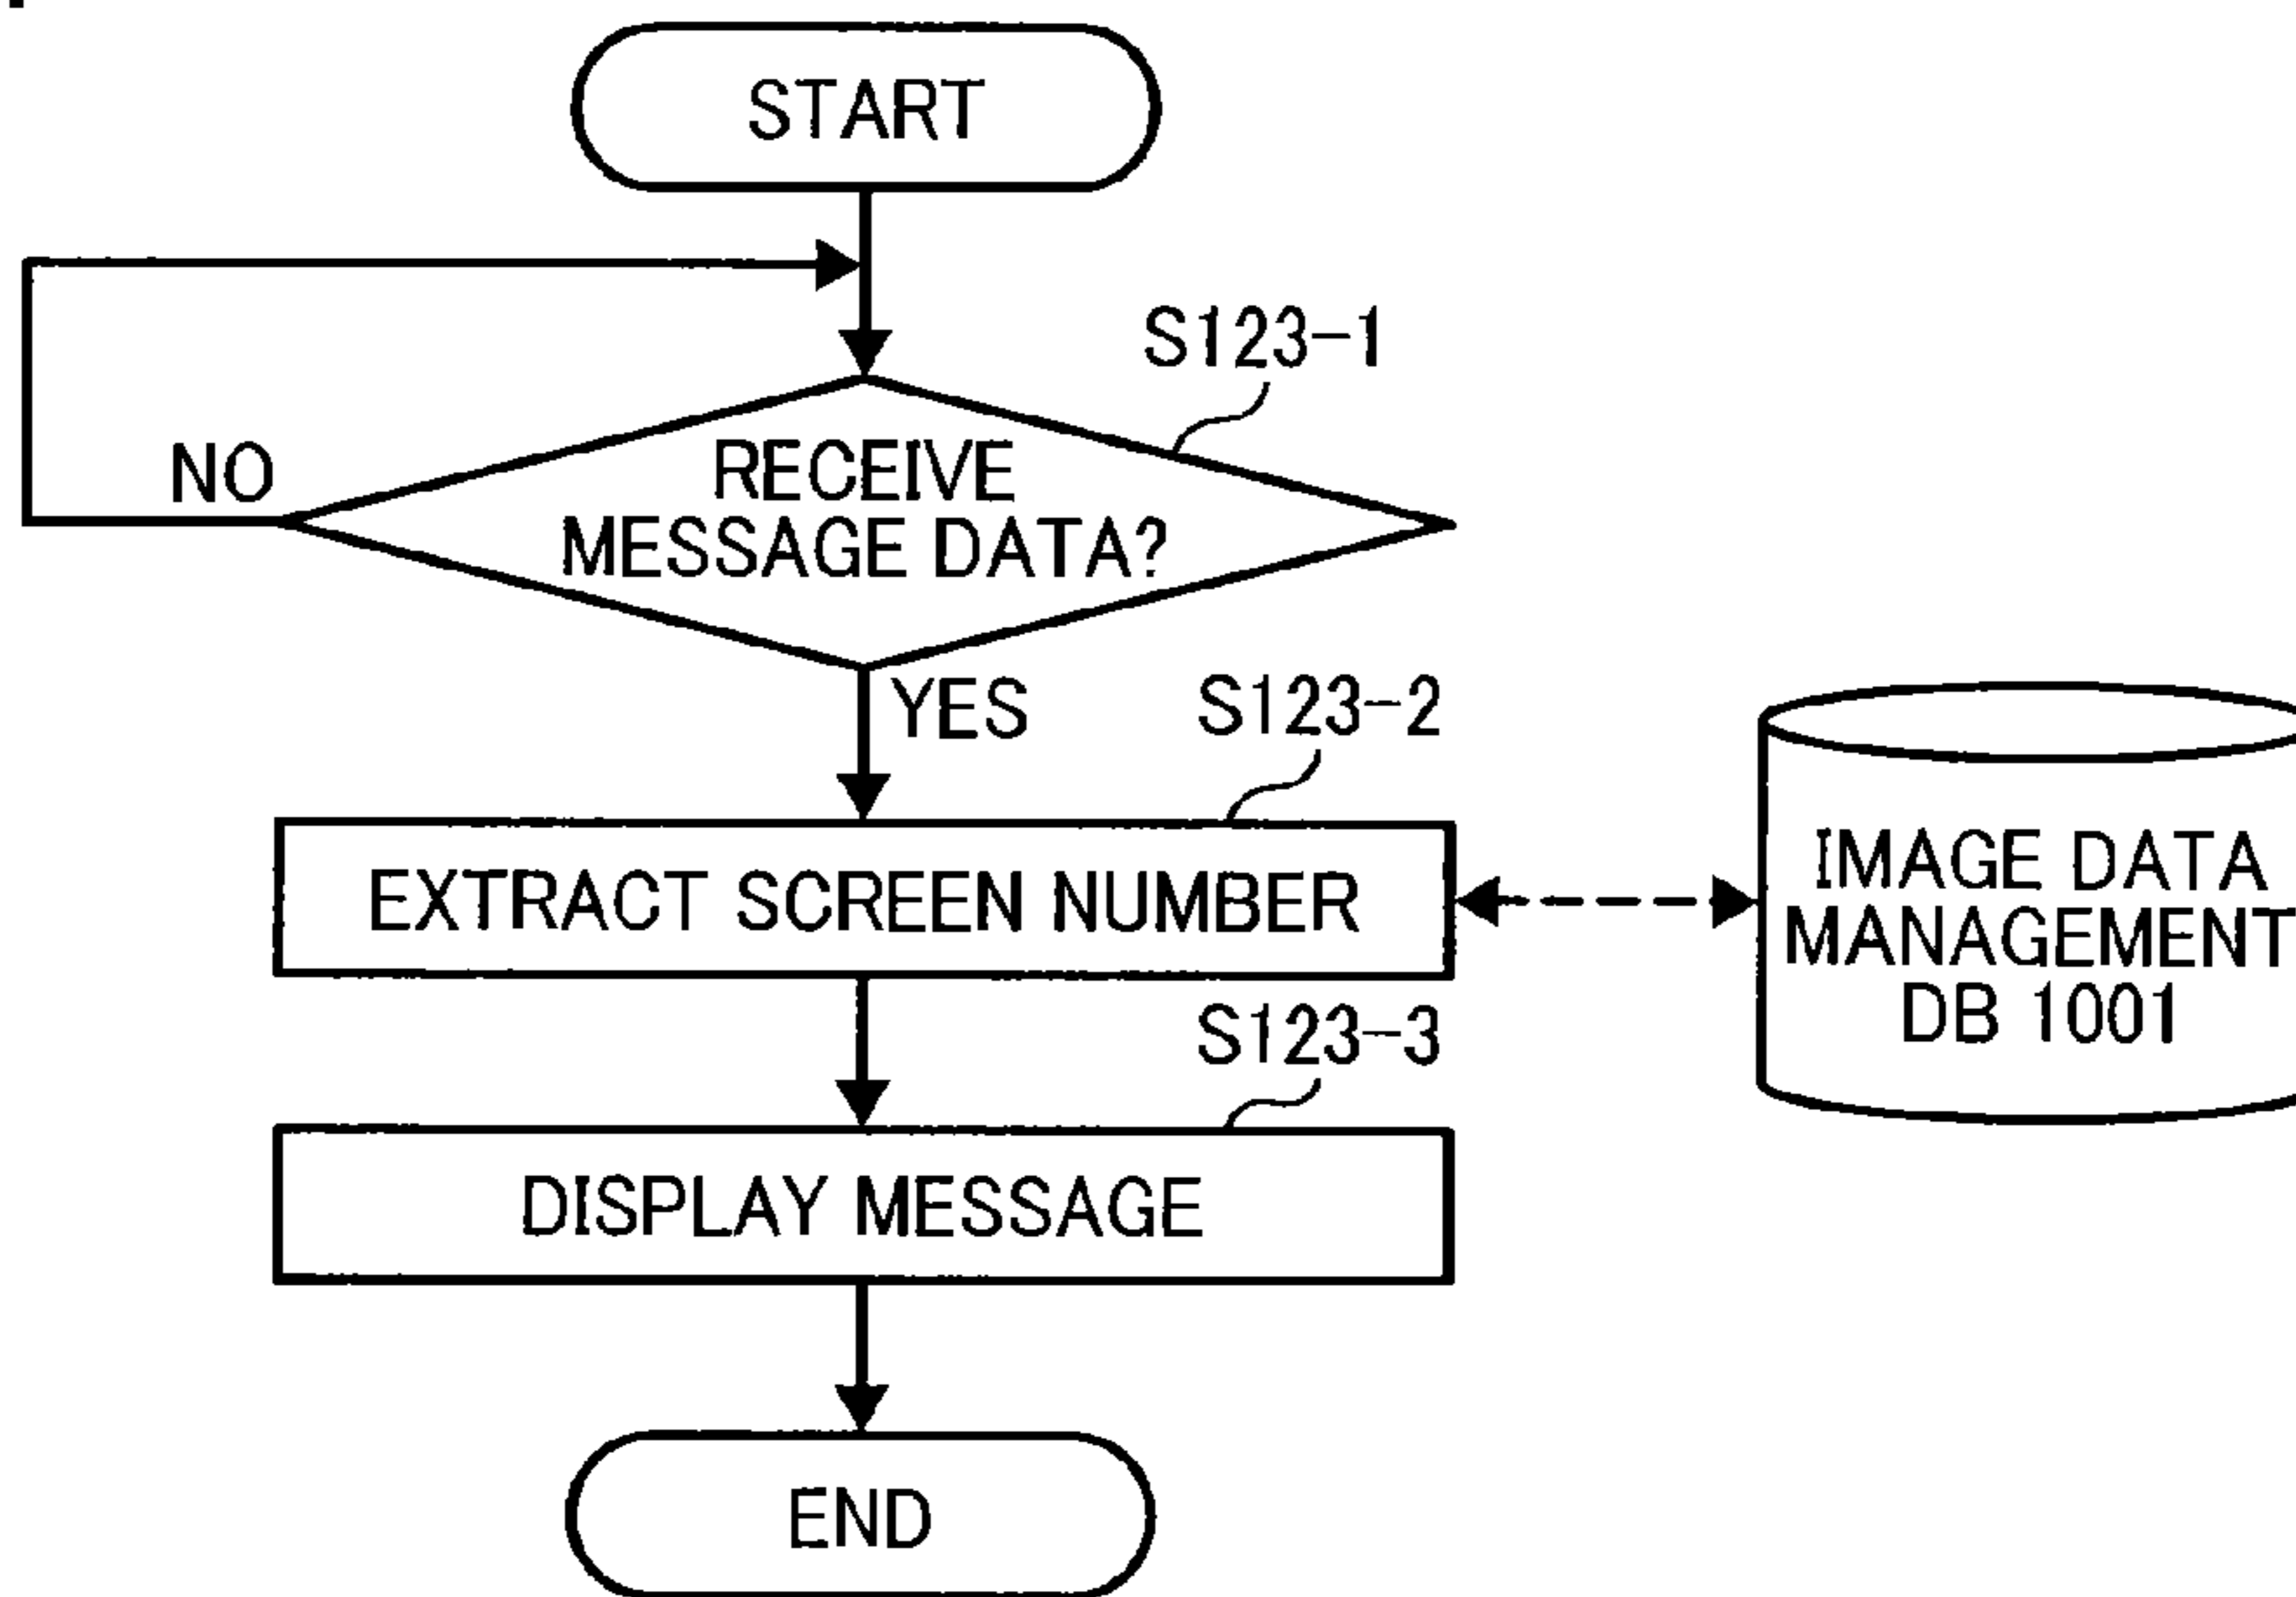 START
S123-1
NO
RECEIVE
MESSAGE DATA?
YES
S123-2
EXTRACT SCREEN NUMBER
IMAGE DATA
MANAGEMENT
DB 1001
S123-3
DISPLAY MESSAGE
END